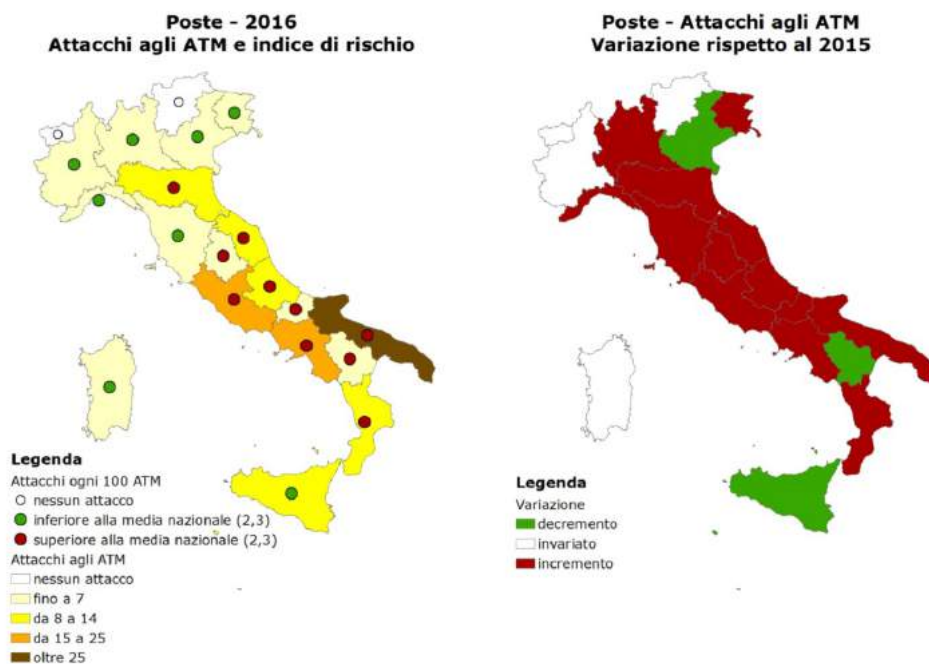 Poste - 2016
Attacchi agli ATM e indice di rischio
Legenda
Attacchi ogni 100 ATM
nessun attacco
inferiore alla media nazionale (2,3)
superiore alla media nazionale (2,3)
Attacchi agli ATM
nessun attacco
fino a 7
da 8 a 14
da 15 a 25
oltre 25
Poste - Attacchi agli ATM
Variazione rispetto al 2015
Legenda
Variazione
decremento
invariato
incremento